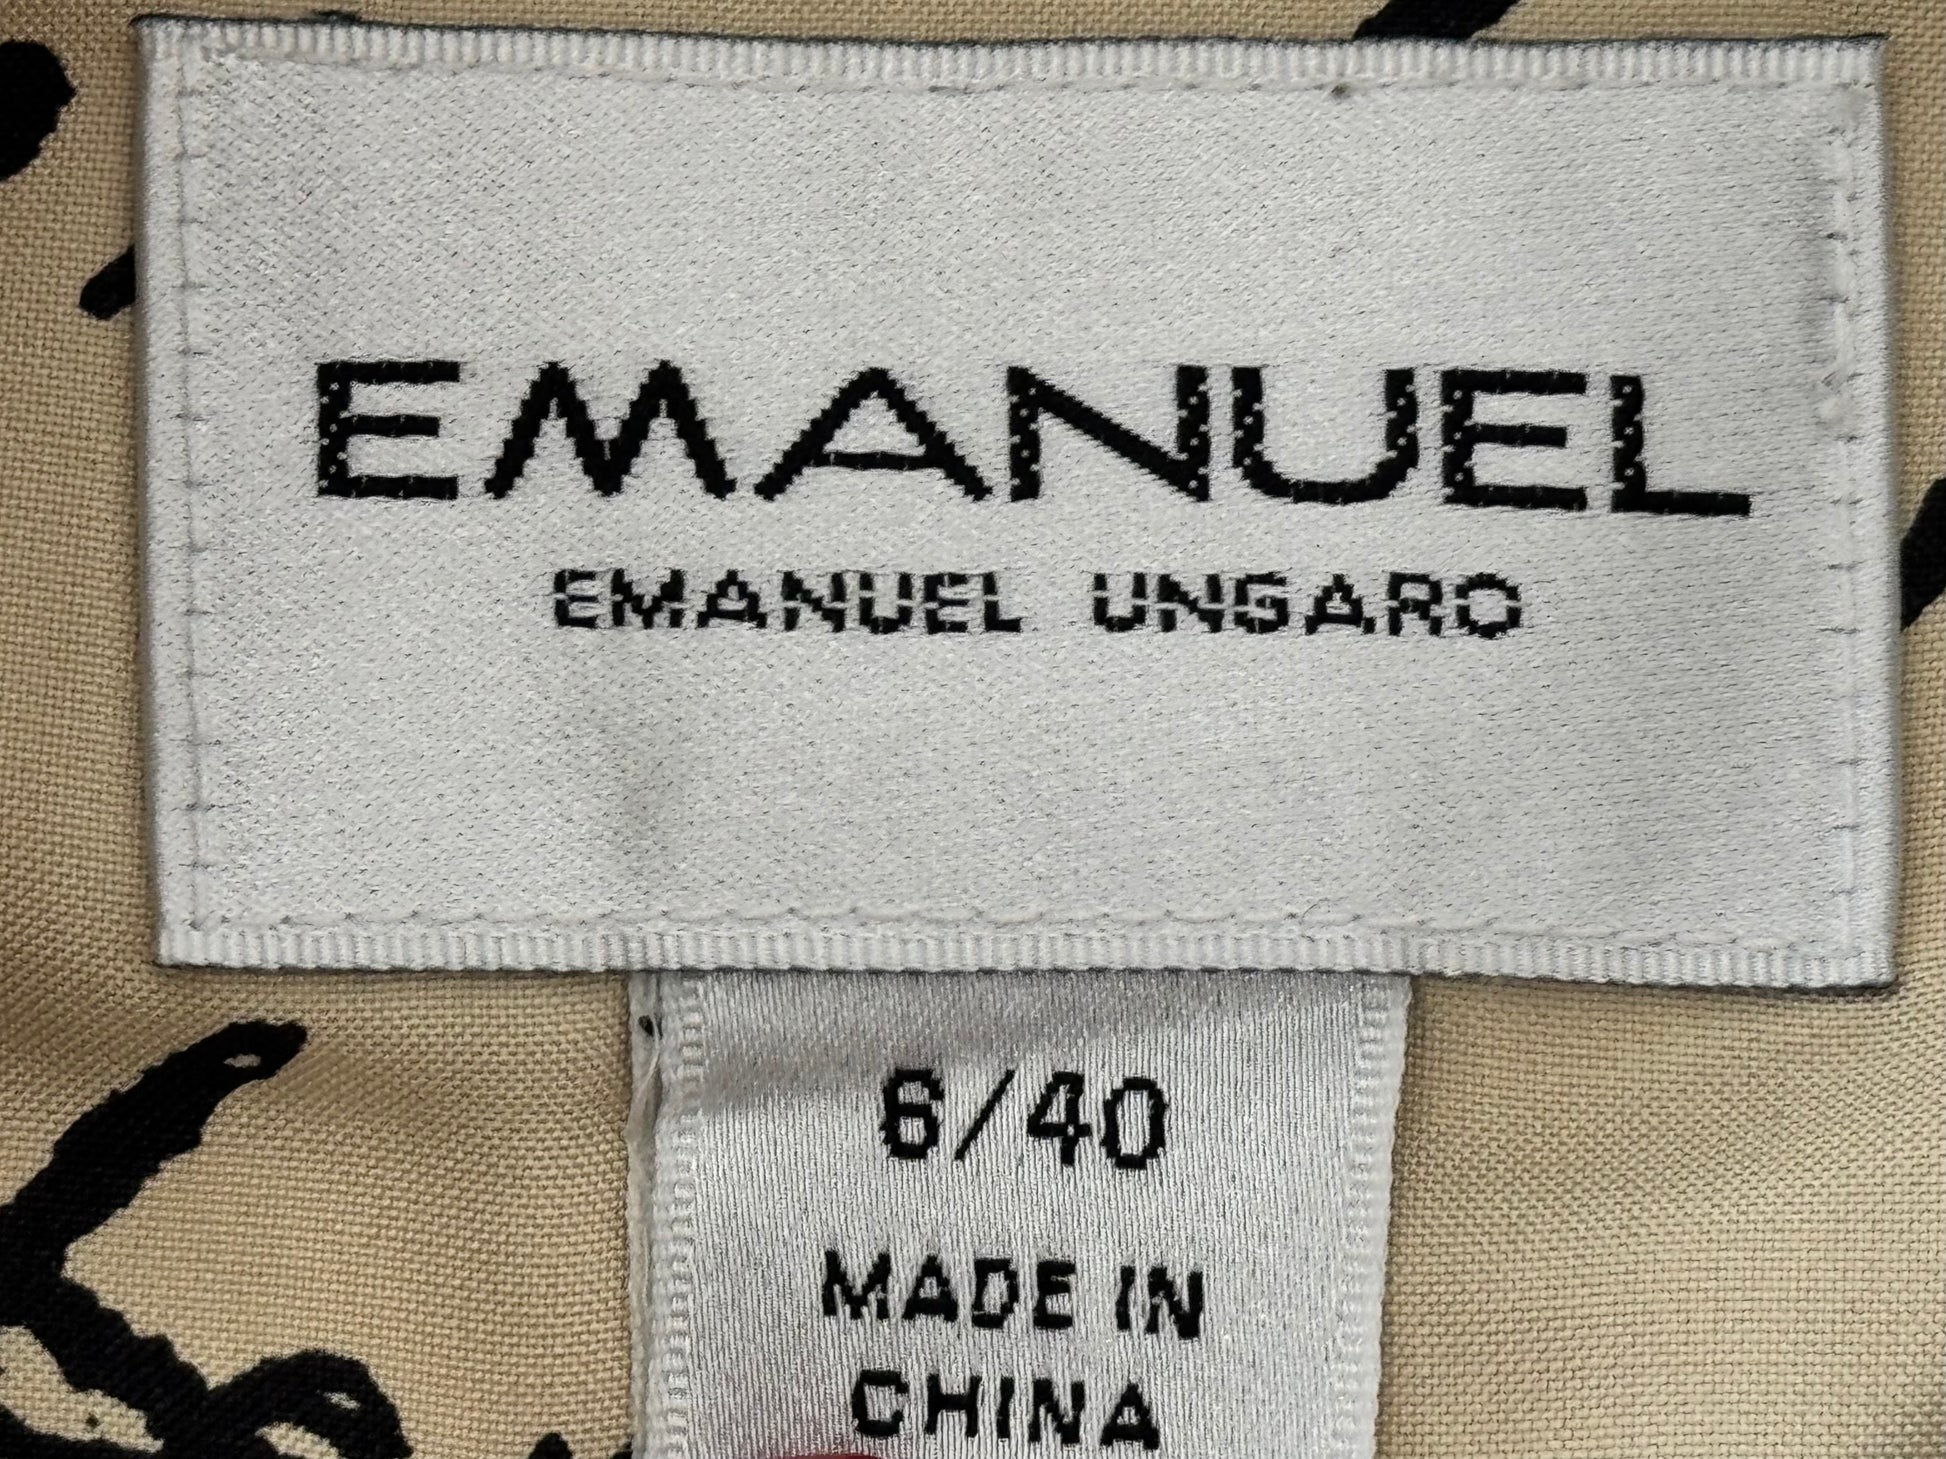 EMANUEL
EMANUEL UNGARO
6/40
MADE IN
CHINA